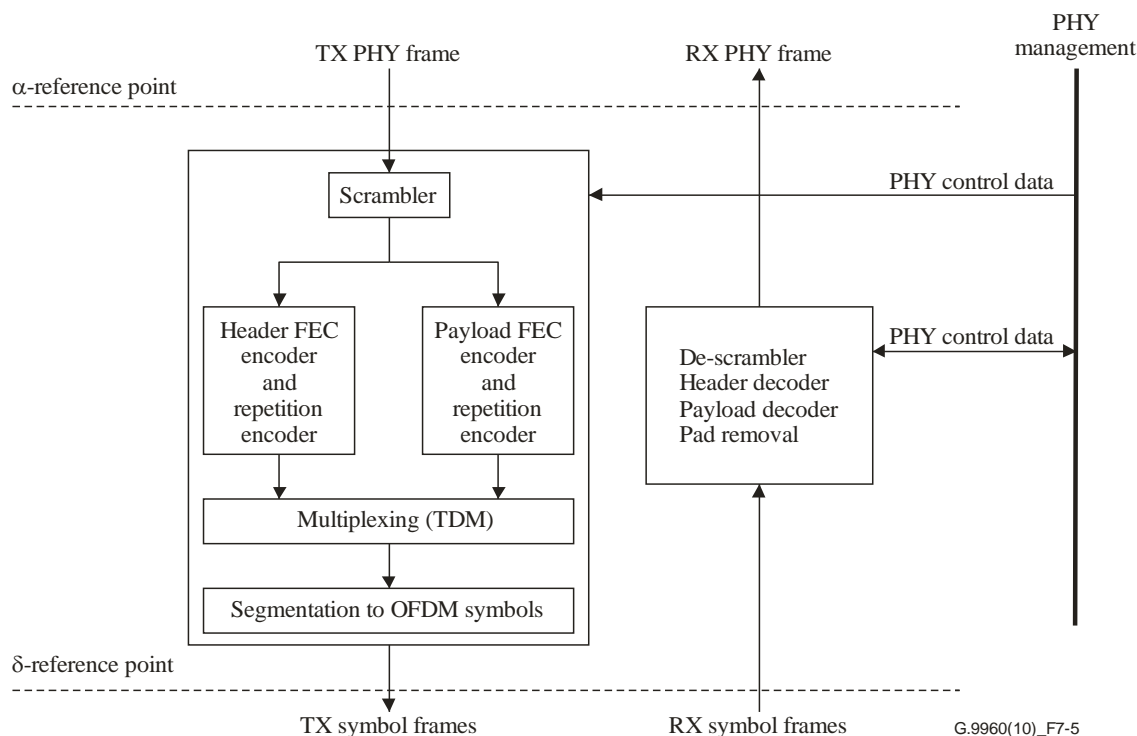 PHY
management
TX PHY frame
RX PHY frame
α-reference point
PHY control data
Scrambler
Header FEC
encoder
and
repetition
encoder
Payload FEC
encoder
and
repetition
encoder
PHY control data
De-scrambler
Header decoder
Payload decoder
Pad removal
Multiplexing (TDM)
Segmentation to OFDM symbols
δ-reference point
TX symbol frames
RX symbol frames
G.9960(10)_F7-5